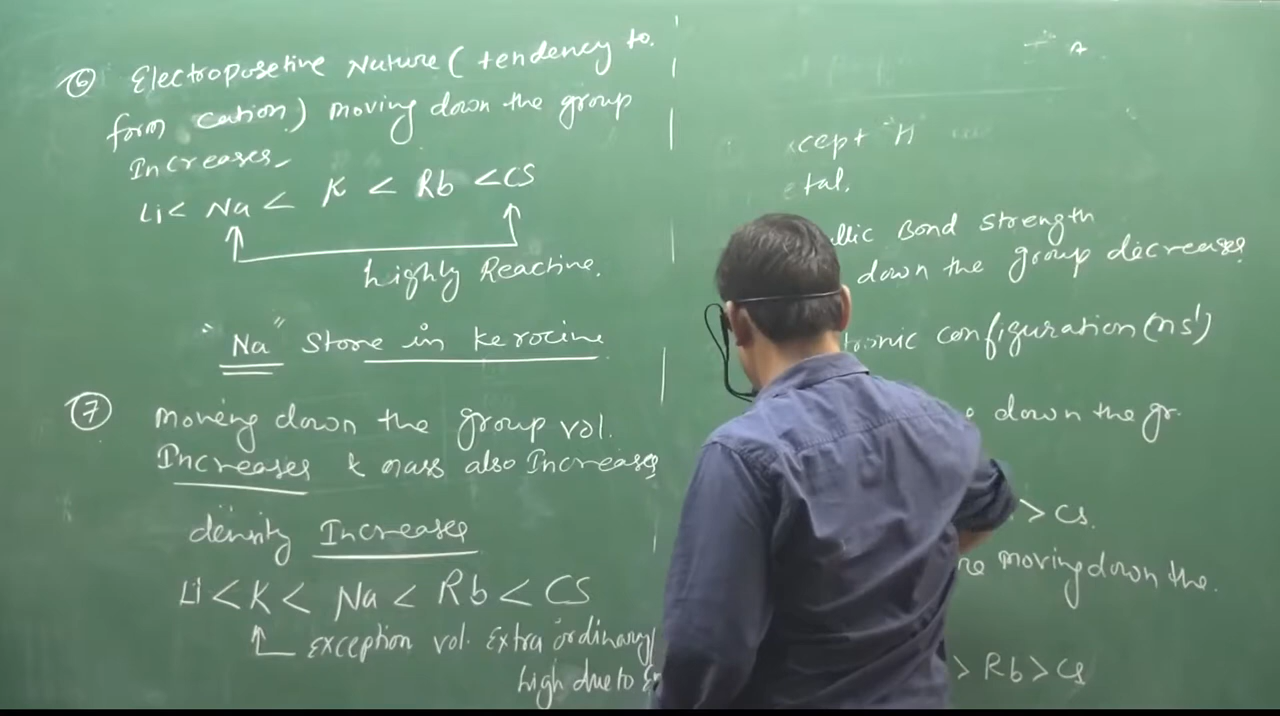 ⑥ Electroposetive Nature (tendency to
form cation) moving down the group
Increases
Li < Na < K < Rb < CS
highly Reactive.
"Na" Store in kerocine
⑦ Moving down the group vol.
Increases & mass also Increases
density Increases
Li < K < Na < Rb < CS
exception vol. Extra ordinary
high due to
xcept H
tal.
llic Bond strength
down the group decreases
tronic configuration (ns¹)
down the gr.
> Cs.
moving down the.
> Rb > Cs